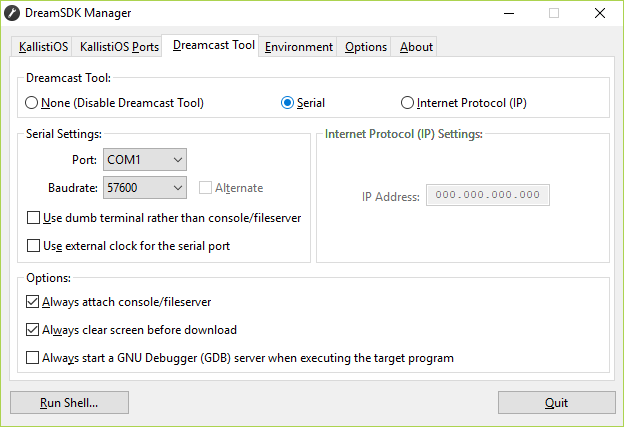 DreamSDK Manager
KallistiOS KallistiOS Ports Dreamcast Tool Environment Options About
Dreamcast Tool:
None (Disable Dreamcast Tool) Serial Internet Protocol (IP)
Serial Settings:
Port: COM1
Baudrate: 57600 Alternate
Use dumb terminal rather than console/fileserver
Use external clock for the serial port
Internet Protocol (IP) Settings:
IP Address: 000.000.000.000
Options:
Always attach console/fileserver
Always clear screen before download
Always start a GNU Debugger (GDB) server when executing the target program
Run Shell... Quit